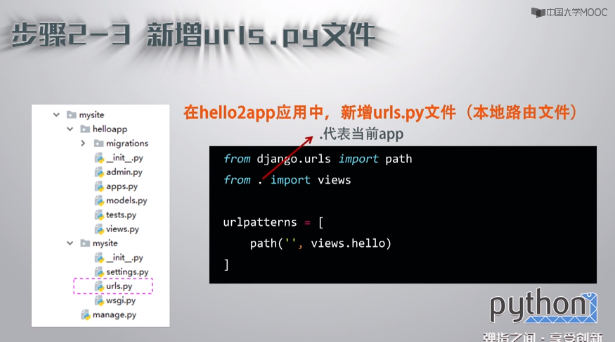 中国大学MOOC
步骤2-3 新增urls.py文件
在hello2app应用中，新增urls.py文件（本地路由文件）
.代表当前app
mysite
helloapp
migrations
__init__.py
admin.py
apps.py
models.py
tests.py
views.py
mysite
__init__.py
settings.py
urls.py
wsgi.py
manage.py
from django.urls import path
from . import views
urlpatterns = [
path('', views.hello)
]
python
弹指之间·享受创新